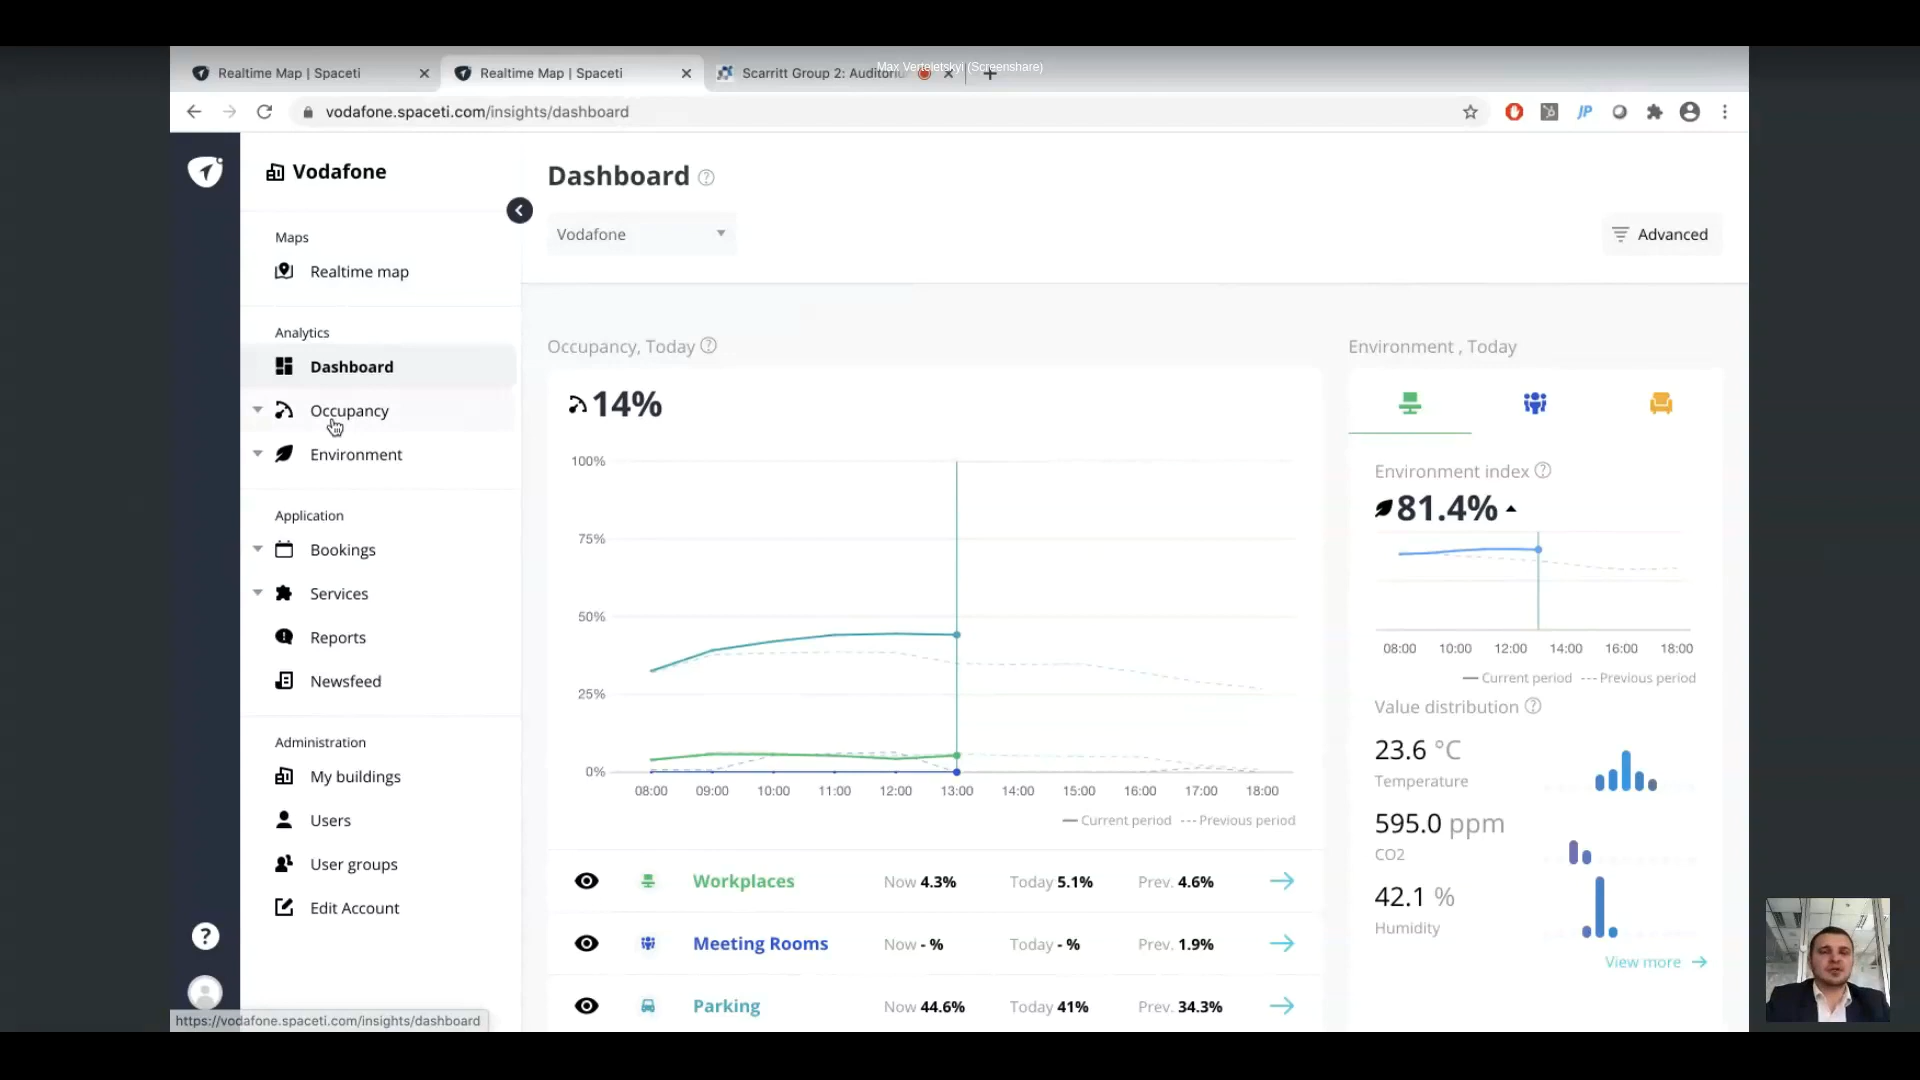 Realtime Map | Spaceti
Realtime Map | Spaceti
Scarritt Group 2: Auditori
Max Verteletskyi (Screenshare)
vodafone.spaceti.com/insights/dashboard
JP
Vodafone
Maps
Realtime map
Analytics
Dashboard
Occupancy
Environment
Application
Bookings
Services
Reports
Newsfeed
Administration
My buildings
Users
User groups
Edit Account
https://vodafone.spaceti.com/insights/dashboard
Dashboard
Vodafone
Advanced
Occupancy, Today
14%
100%
75%
50%
25%
0%
08:00 09:00 10:00 11:00 12:00 13:00 14:00 15:00 16:00 17:00 18:00
Current period Previous period
Workplaces Now 4.3% Today 5.1% Prev. 4.6%
Meeting Rooms Now - % Today - % Prev. 1.9%
Parking Now 44.6% Today 41% Prev. 34.3%
Environment , Today
Environment index
81.4%
08:00 10:00 12:00 14:00 16:00 18:00
Current period Previous period
Value distribution
23.6 °C
Temperature
595.0 ppm
CO2
42.1 %
Humidity
View more